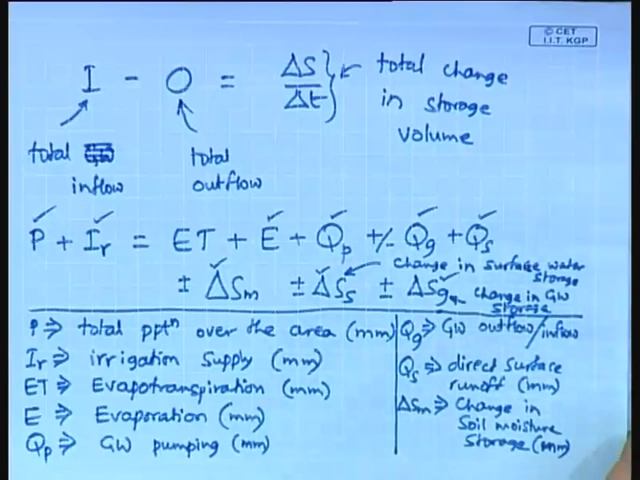 © CET
I.I.T. KGP
I - O = ΔS/Δt } total change
in storage
volume
total inflow
total outflow
P + Ir = ET + E + Qp +/- Qg + Qs
± ΔSm ± ΔSs ± ΔSg
change in surface water storage
change in GW storage
P ⇒ total pptn over the area (mm)
Ir ⇒ irrigation supply (mm)
ET ⇒ Evapotranspiration (mm)
E ⇒ Evaporation (mm)
Qp ⇒ GW pumping (mm)
Qg ⇒ GW outflow/inflow
Qs ⇒ direct surface
runoff (mm)
ΔSm ⇒ Change in
Soil moisture
Storage (mm)